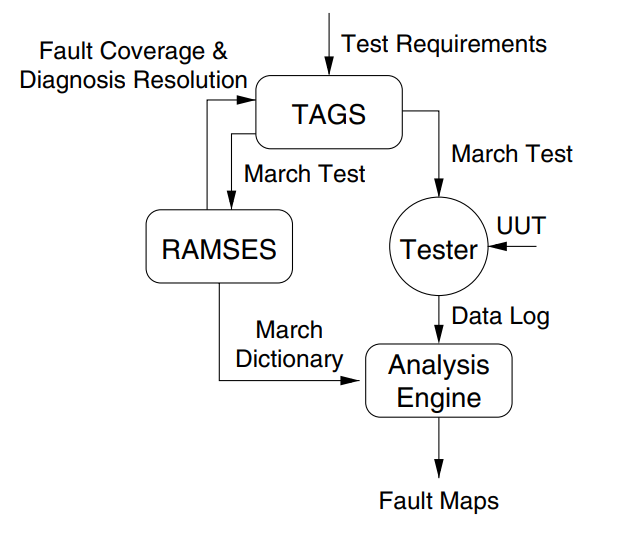 Test Requirements
Fault Coverage &
Diagnosis Resolution
TAGS
March Test
March Test
UUT
RAMSES
Tester
Data Log
March
Dictionary
Analysis
Engine
Fault Maps